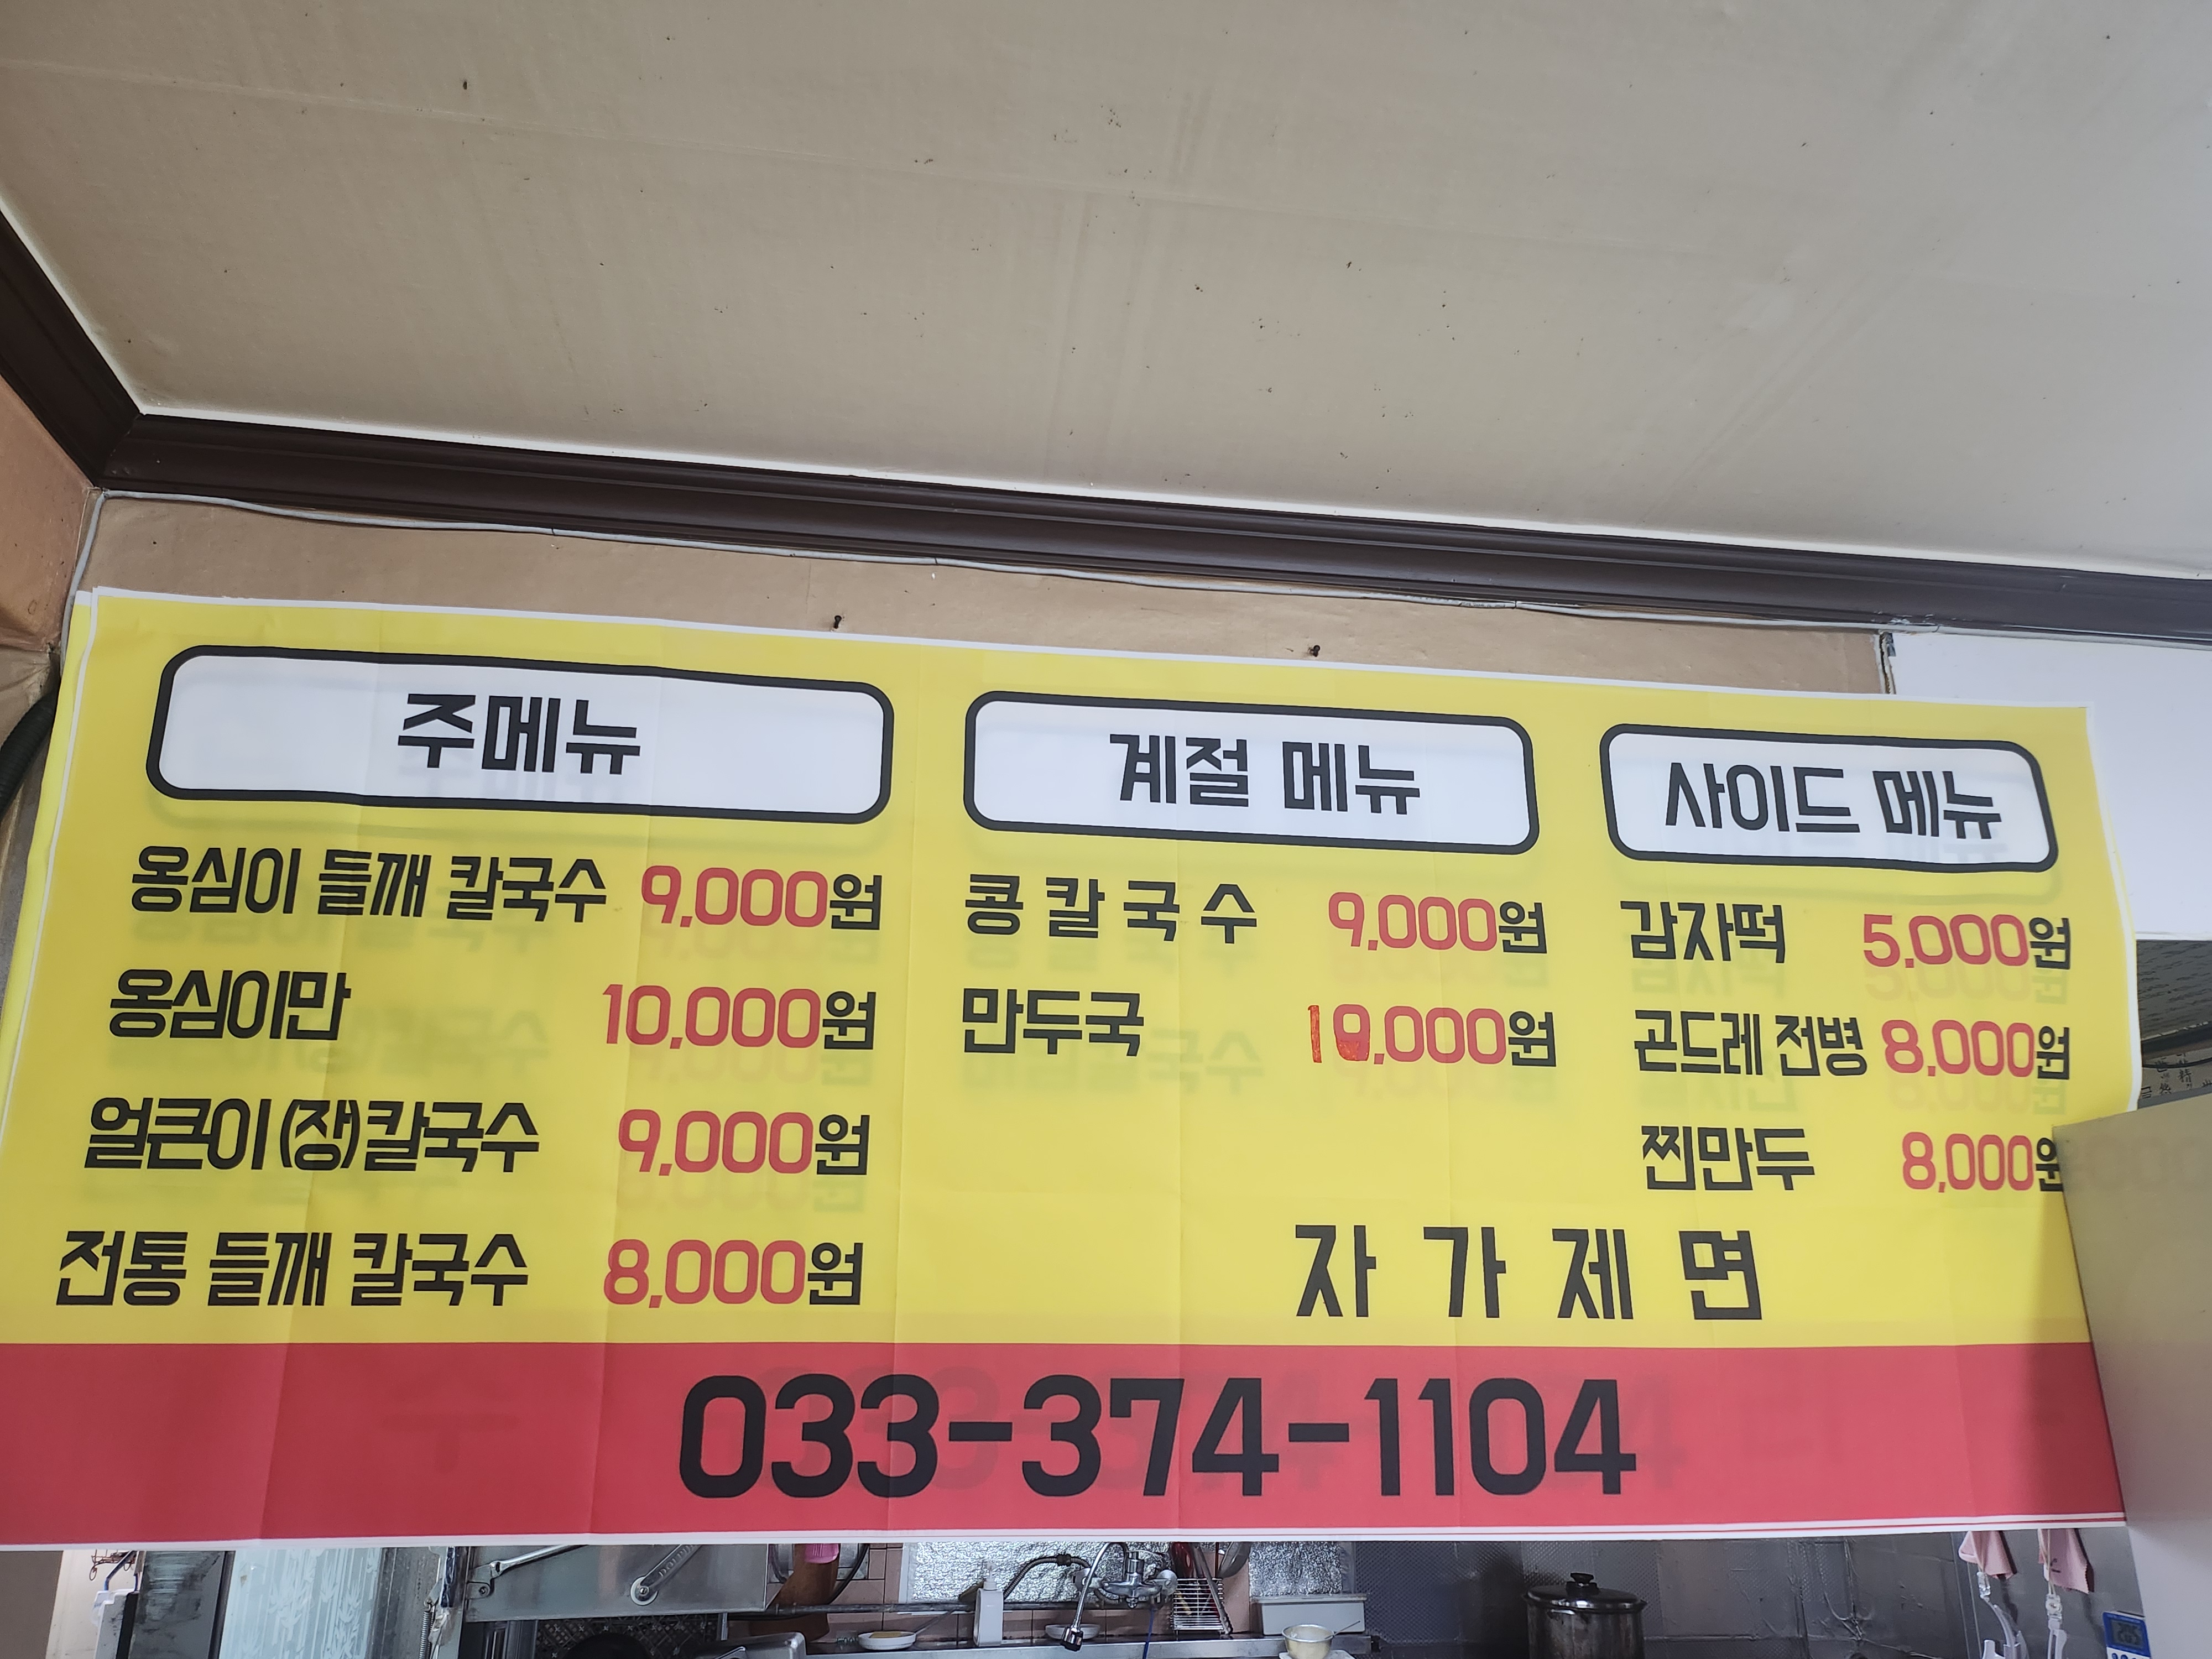 주메뉴
옹심이 들깨 칼국수 9,000원
옹심이만 10,000원
얼큰이(장)칼국수 9,000원
전통 들깨 칼국수 8,000원
계절 메뉴
콩 칼 국 수 9,000원
만두국 10,000원
사이드 메뉴
감자떡 5,000원
곤드레 전병 8,000원
찐만두 8,000원
자 가 제 면
033-374-1104